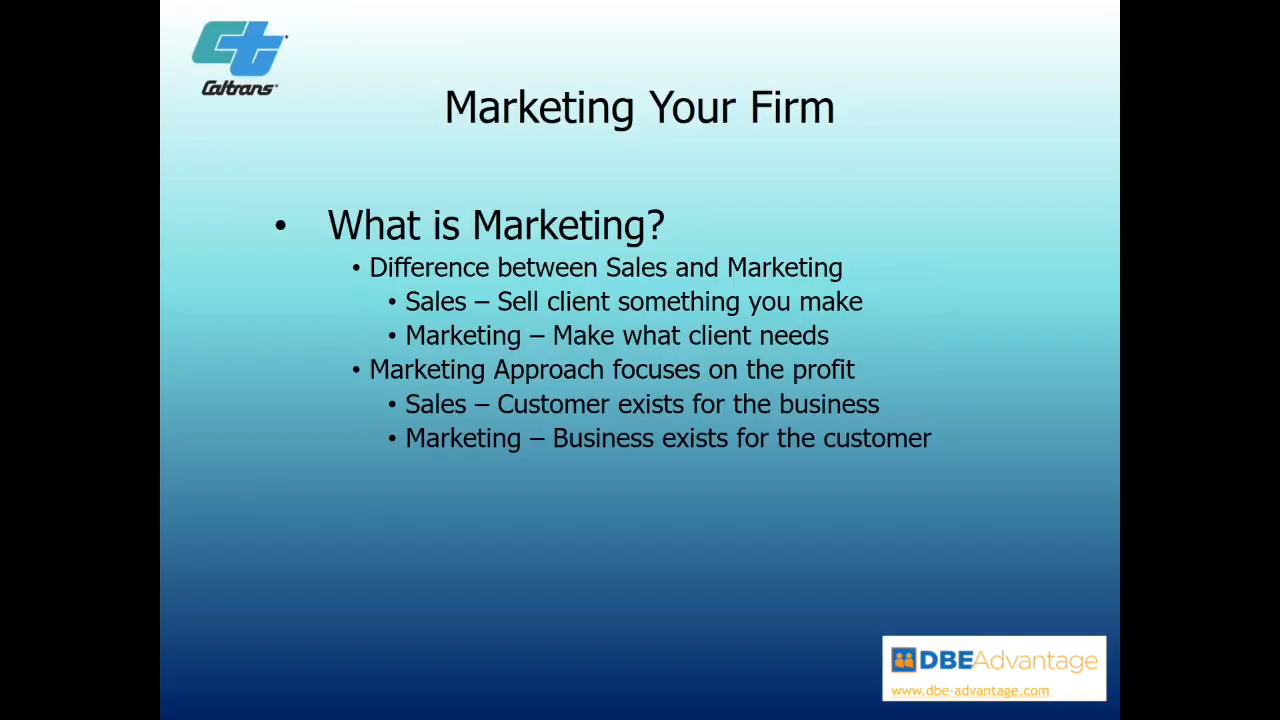 Caltrans
Marketing Your Firm
• What is Marketing?
• Difference between Sales and Marketing
• Sales – Sell client something you make
• Marketing – Make what client needs
• Marketing Approach focuses on the profit
• Sales – Customer exists for the business
• Marketing – Business exists for the customer
DBEAdvantage
www.dbe-advantage.com